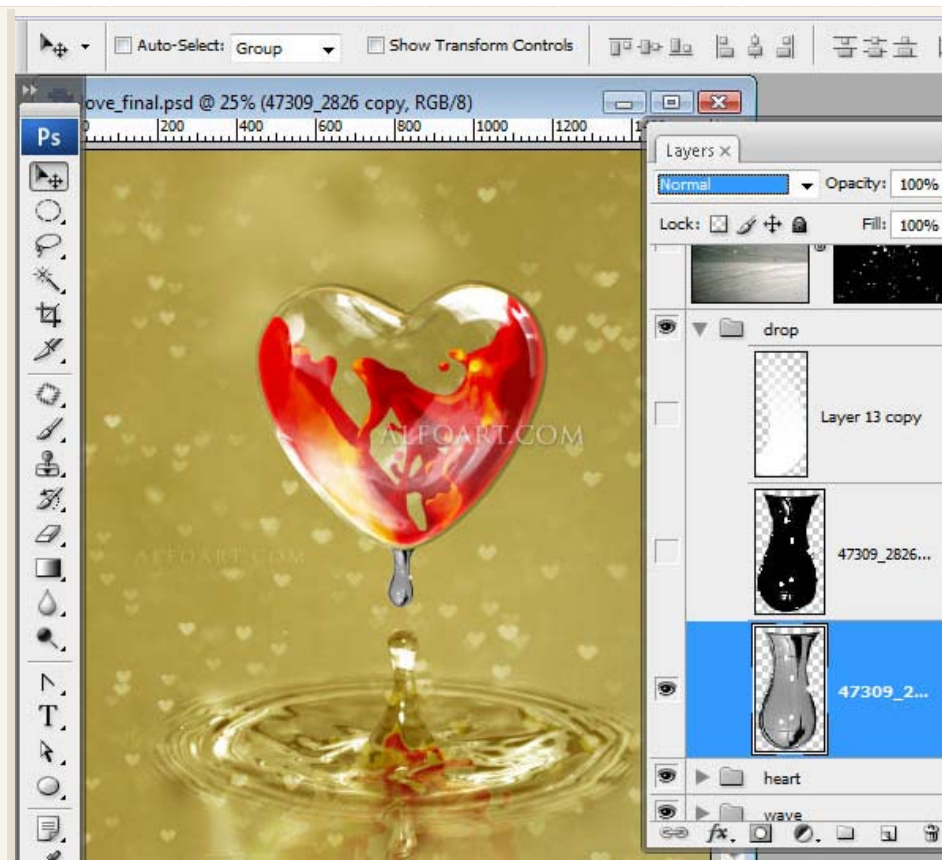 Auto-Select: Group Show Transform Controls
ove_final.psd @ 25% (47309_2826 copy, RGB/8)
Ps
200 400 600 800 1000 1200
Layers ×
Normal Opacity: 100%
Lock: Fill: 100%
drop
Layer 13 copy
47309_2826...
47309_2...
heart
wave
ALFOART.COM
ALFOART.COM
T
fx.